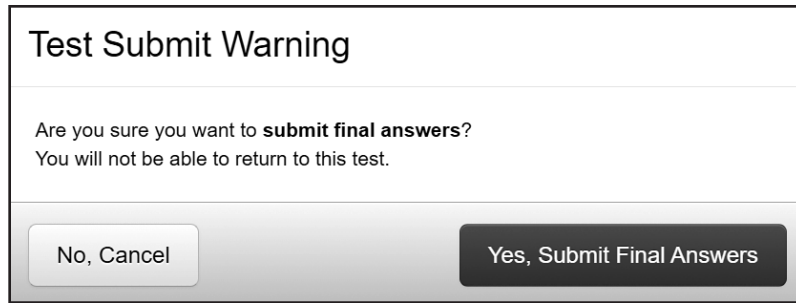 Test Submit Warning
Are you sure you want to submit final answers?
You will not be able to return to this test.
No, Cancel
Yes, Submit Final Answers